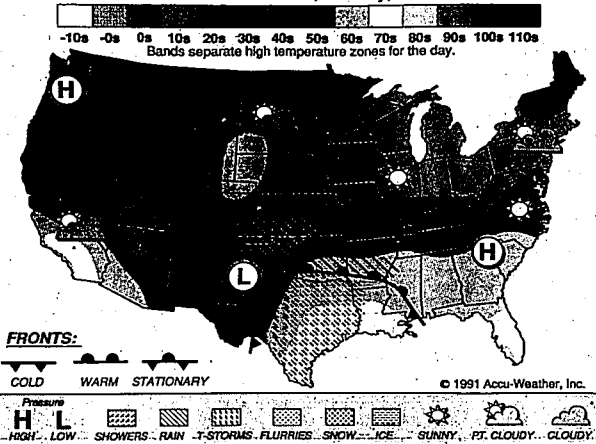 -10s -0s 0s 10s 20s 30s 40s 50s 60s 70s 80s 90s 100s 110s
Bands separate high temperature zones for the day.
H
L
H
FRONTS:
COLD WARM STATIONARY
© 1991 Accu-Weather, Inc.
Pressure
H L
HIGH LOW SHOWERS RAIN T-STORMS FLURRIES SNOW ICE SUNNY PT. CLOUDY CLOUDY